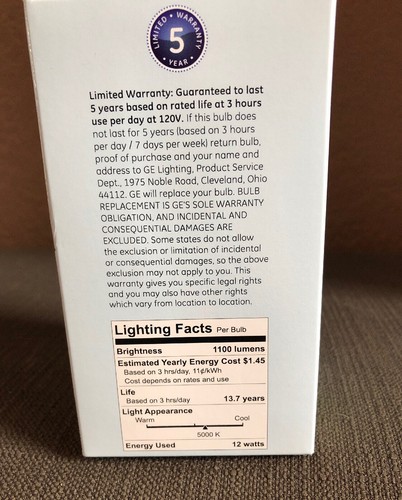 LIMITED • WARRANTY
5
• YEAR •
Limited Warranty: Guaranteed to last
5 years based on rated life at 3 hours
use per day at 120V. If this bulb does
not last for 5 years (based on 3 hours
per day / 7 days per week) return bulb,
proof of purchase and your name and
address to GE Lighting, Product Service
Dept., 1975 Noble Road, Cleveland, Ohio
44112. GE will replace your bulb. BULB
REPLACEMENT IS GE'S SOLE WARRANTY
OBLIGATION, AND INCIDENTAL AND
CONSEQUENTIAL DAMAGES ARE
EXCLUDED. Some states do not allow
the exclusion or limitation of incidental
or consequential damages, so the above
exclusion may not apply to you. This
warranty gives you specific legal rights
and you may also have other rights
which vary from location to location.
Lighting Facts Per Bulb
Brightness 1100 lumens
Estimated Yearly Energy Cost $1.45
Based on 3 hrs/day, 11¢/kWh
Cost depends on rates and use
Life
Based on 3 hrs/day 13.7 years
Light Appearance
Warm Cool
5000 K
Energy Used 12 watts